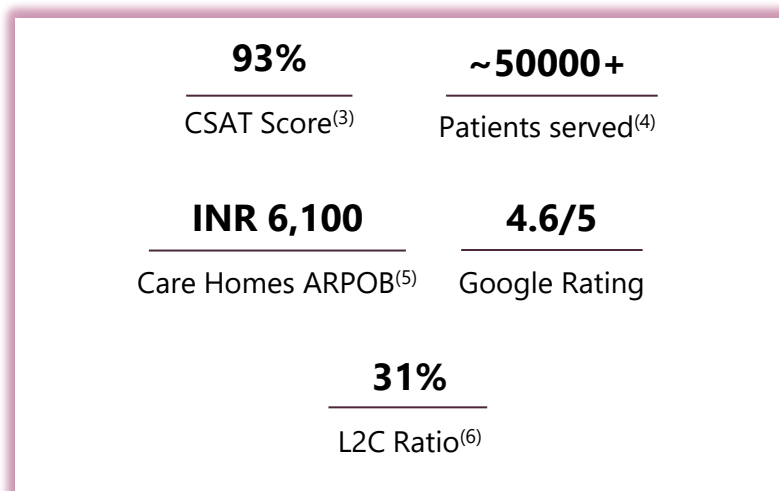 93% ~50000+
CSAT Score(3) Patients served(4)
INR 6,100 4.6/5
Care Homes ARPOB(5) Google Rating
31%
L2C Ratio(6)